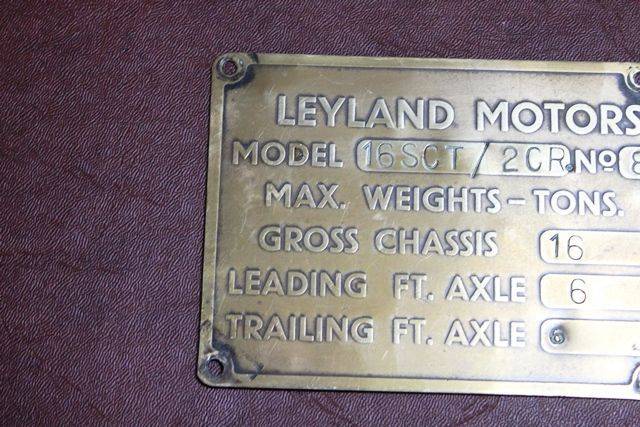 LEYLAND MOTORS
MODEL 16SCT/2CR. No 8
MAX. WEIGHTS - TONS.
GROSS CHASSIS 16
LEADING FT. AXLE 6
TRAILING FT. AXLE 6